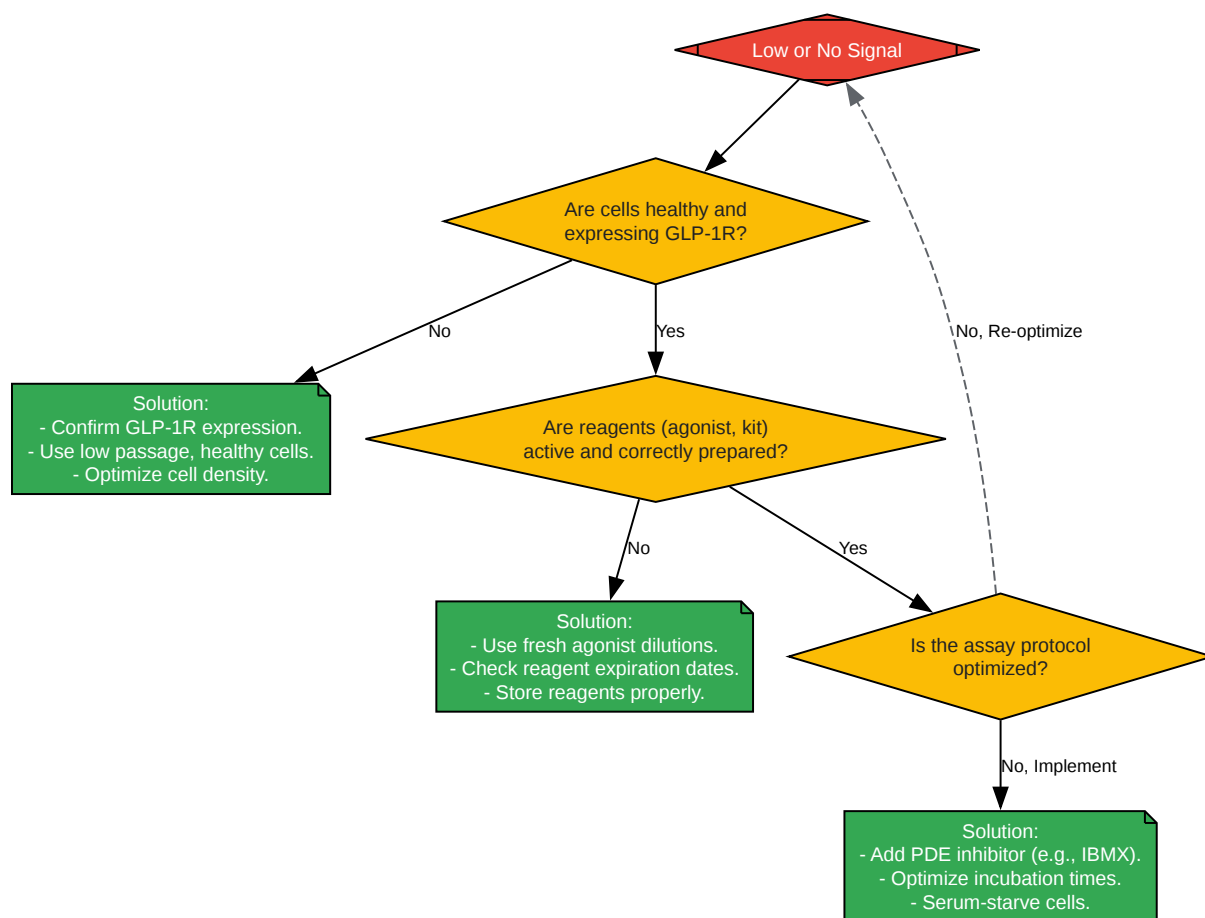 Low or No Signal
Are cells healthy and
expressing GLP-1R?
No
Yes
No, Re-optimize
Solution:
- Confirm GLP-1R expression.
- Use low passage, healthy cells.
- Optimize cell density.
Are reagents (agonist, kit)
active and correctly prepared?
No
Yes
Solution:
- Use fresh agonist dilutions.
- Check reagent expiration dates.
- Store reagents properly.
Is the assay protocol
optimized?
No, Implement
Solution:
- Add PDE inhibitor (e.g., IBMX).
- Optimize incubation times.
- Serum-starve cells.